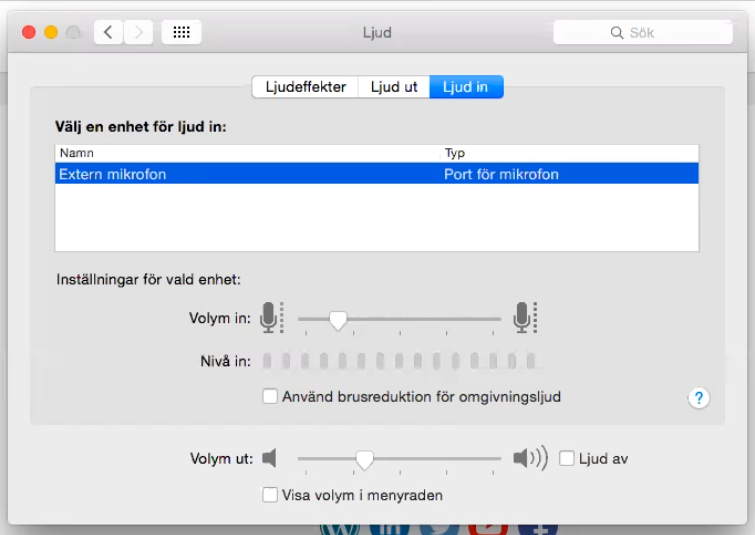 Ljud
Sök
Ljudeffekter Ljud ut Ljud in
Välj en enhet för ljud in:
Namn Typ
Extern mikrofon Port för mikrofon
Inställningar för vald enhet:
Volym in:
Nivå in:
Använd brusreduktion för omgivningsljud
?
Volym ut: Ljud av
Visa volym i menyraden